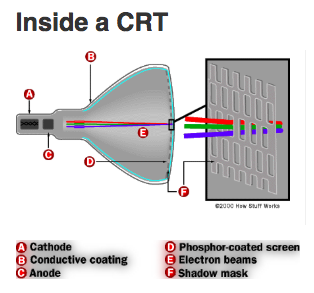 Inside a CRT
B
A
C
E
D
F
©2000 How Stuff Works
A Cathode
B Conductive coating
C Anode
D Phosphor-coated screen
E Electron beams
F Shadow mask